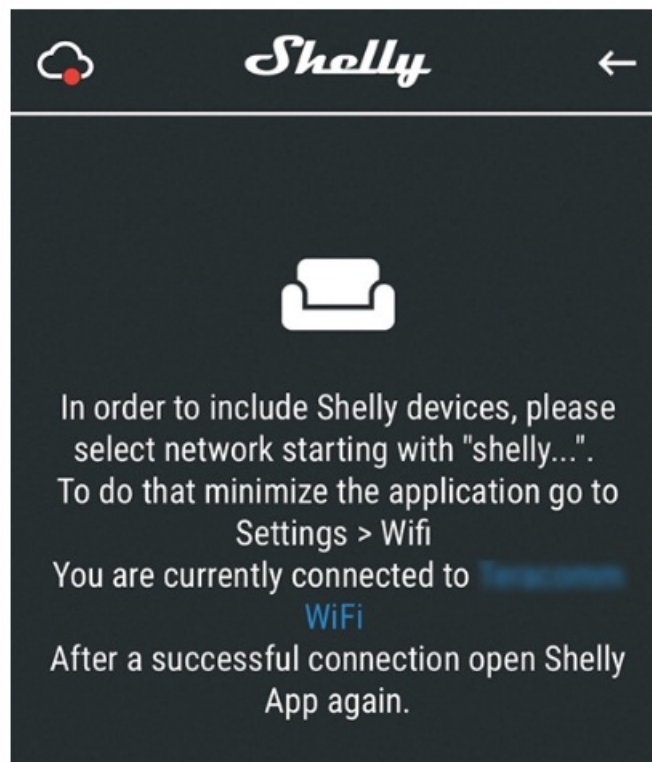 Shelly
In order to include Shelly devices, please
select network starting with "shelly...".
To do that minimize the application go to
Settings > Wifi
You are currently connected to
WiFi
After a successful connection open Shelly
App again.